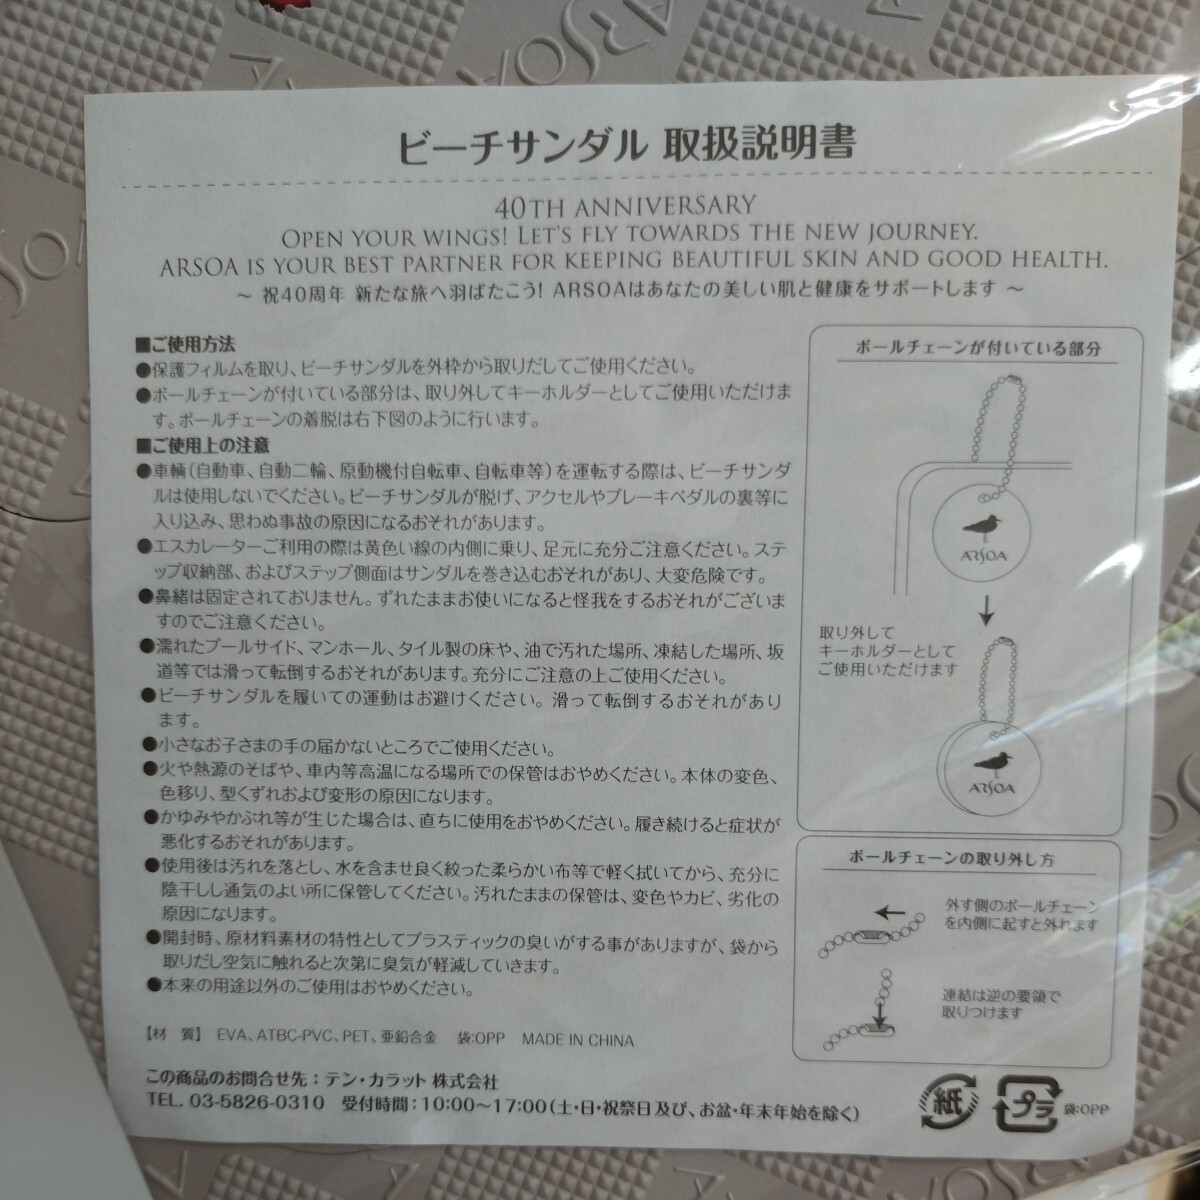 ビーチサンダル 取扱説明書
40TH ANNIVERSARY
OPEN YOUR WINGS! LET'S FLY TOWARDS THE NEW JOURNEY.
ARSOA IS YOUR BEST PARTNER FOR KEEPING BEAUTIFUL SKIN AND GOOD HEALTH.
～ 祝40周年 新たな旅へ羽ばたこう! ARSOAはあなたの美しい肌と健康をサポートします ～
■ご使用方法
●保護フィルムを取り、ビーチサンダルを外枠から取りだしてご使用ください。
●ボールチェーンが付いている部分は、取り外してキーホルダーとしてご使用いただけま
す。ボールチェーンの着脱は右下図のように行います。
■ご使用上の注意
●車輌(自動車、自動二輪、原動機付自転車、自転車等)を運転する際は、ビーチサンダ
ルは使用しないでください。ビーチサンダルが脱げ、アクセルやブレーキペダルの裏等に
入り込み、思わぬ事故の原因になるおそれがあります。
●エスカレーターご利用の際は黄色い線の内側に乗り、足元に充分ご注意ください。ステ
ップ収納部、およびステップ側面はサンダルを巻き込むおそれがあり、大変危険です。
●鼻緒は固定されておりません。ずれたままお使いになると怪我をするおそれがございま
すのでご注意ください。
●濡れたプールサイド、マンホール、タイル製の床や、油で汚れた場所、凍結した場所、坂
道等では滑って転倒するおそれがあります。充分にご注意の上ご使用ください。
●ビーチサンダルを履いての運動はお避けください。滑って転倒するおそれがあり
ます。
●小さなお子さまの手の届かないところでご使用ください。
●火や熱源のそばや、車内等高温になる場所での保管はおやめください。本体の変色、
色移り、型くずれおよび変形の原因になります。
●かゆみやかぶれ等が生じた場合は、直ちに使用をおやめください。履き続けると症状が
悪化するおそれがあります。
●使用後は汚れを落とし、水を含ませ良く絞った柔らかい布等で軽く拭いてから、充分に
陰干しし通気のよい所に保管してください。汚れたままの保管は、変色やカビ、劣化の
原因になります。
●開封時、原材料素材の特性としてプラスティックの臭いがする事がありますが、袋から
取りだし空気に触れると次第に臭気が軽減していきます。
●本来の用途以外のご使用はおやめください。
【材 質】 EVA、ATBC-PVC、PET、亜鉛合金 袋:OPP MADE IN CHINA
この商品のお問合せ先：テン・カラット 株式会社
TEL. 03-5826-0310 受付時間：10:00～17:00(土・日・祝祭日及び、お盆・年末年始を除く)
ボールチェーンが付いている部分
ARSOA
取り外して
キーホルダーとして
ご使用いただけます
ARSOA
ボールチェーンの取り外し方
外す側のボールチェーン
を内側に起すと外れます
連結は逆の要領で
取りつけます
紙
プラ
袋:OPP
ARSOA